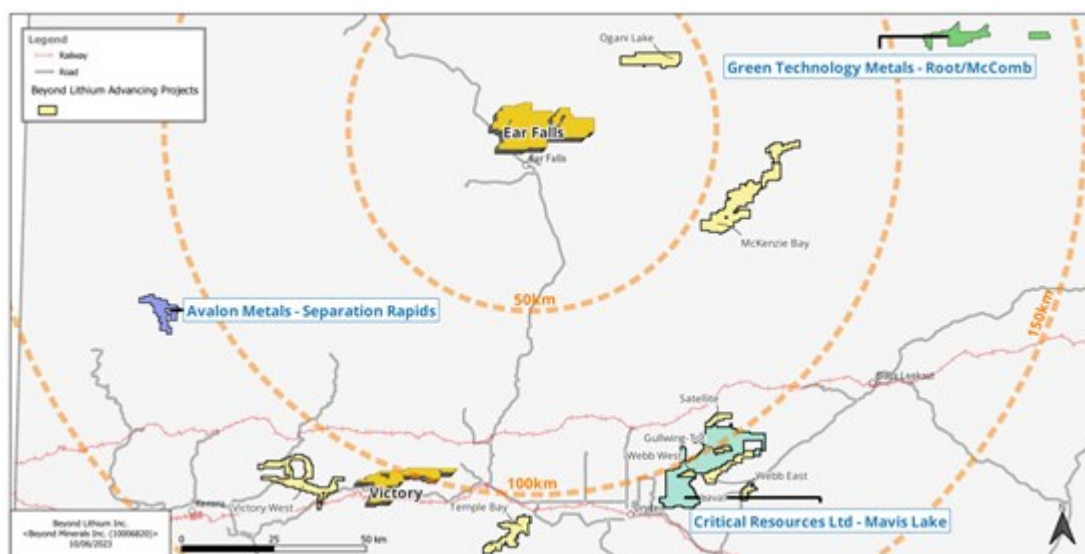 Legend
Railway
Road
Beyond Lithium Advancing Projects
Ogani Lake
Green Technology Metals - Root/McComb
Ear Falls
Ear Falls
McKenzie Bay
50km
Avalon Metals - Separation Rapids
150km
Satellite
Gullwing-Tot
Webb West
Webb East
100km
Victory
Victory West
Temple Bay
Critical Resources Ltd - Mavis Lake
Beyond Lithium Inc.
<Beyond Minerals Inc. (10006820)>
10/06/2023
0 25 50 km